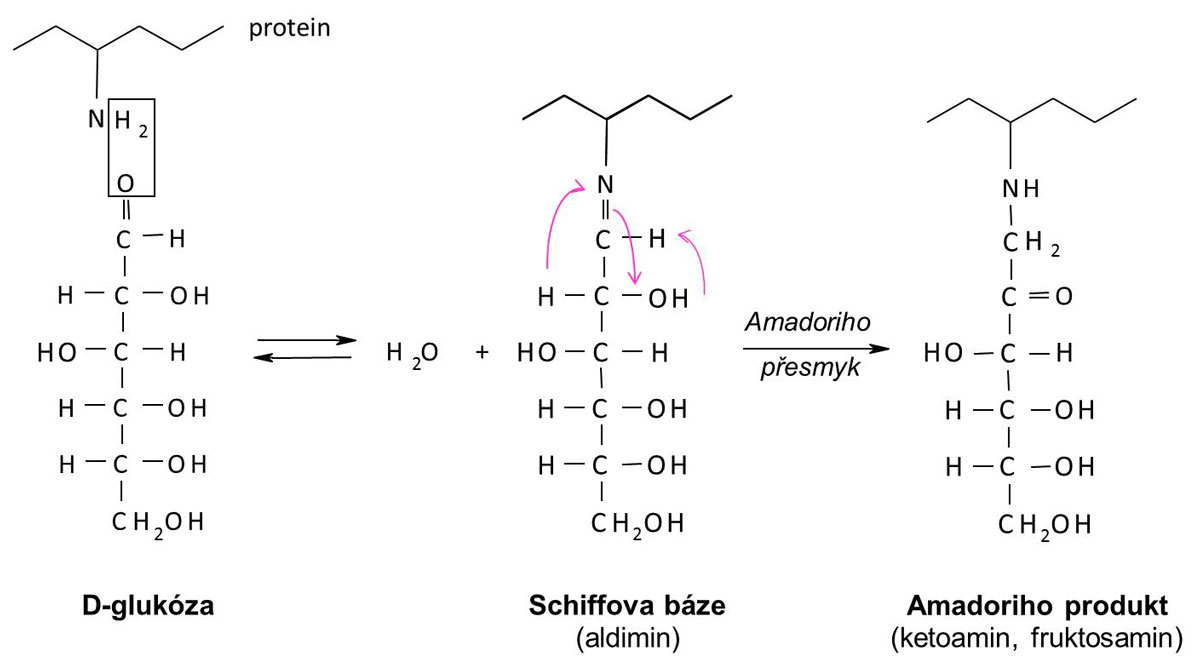 protein
NH2
O
C—H
H—C—OH
HO—C—H
H—C—OH
H—C—OH
CH2OH
D-glukóza
H2O
+
N
C—H
H—C—OH
HO—C—H
H—C—OH
H—C—OH
CH2OH
Schiffova báze
(aldimin)
Amadoriho
přesmyk
NH
CH2
C=O
HO—C—H
H—C—OH
H—C—OH
CH2OH
Amadoriho produkt
(ketoamin, fruktosamin)